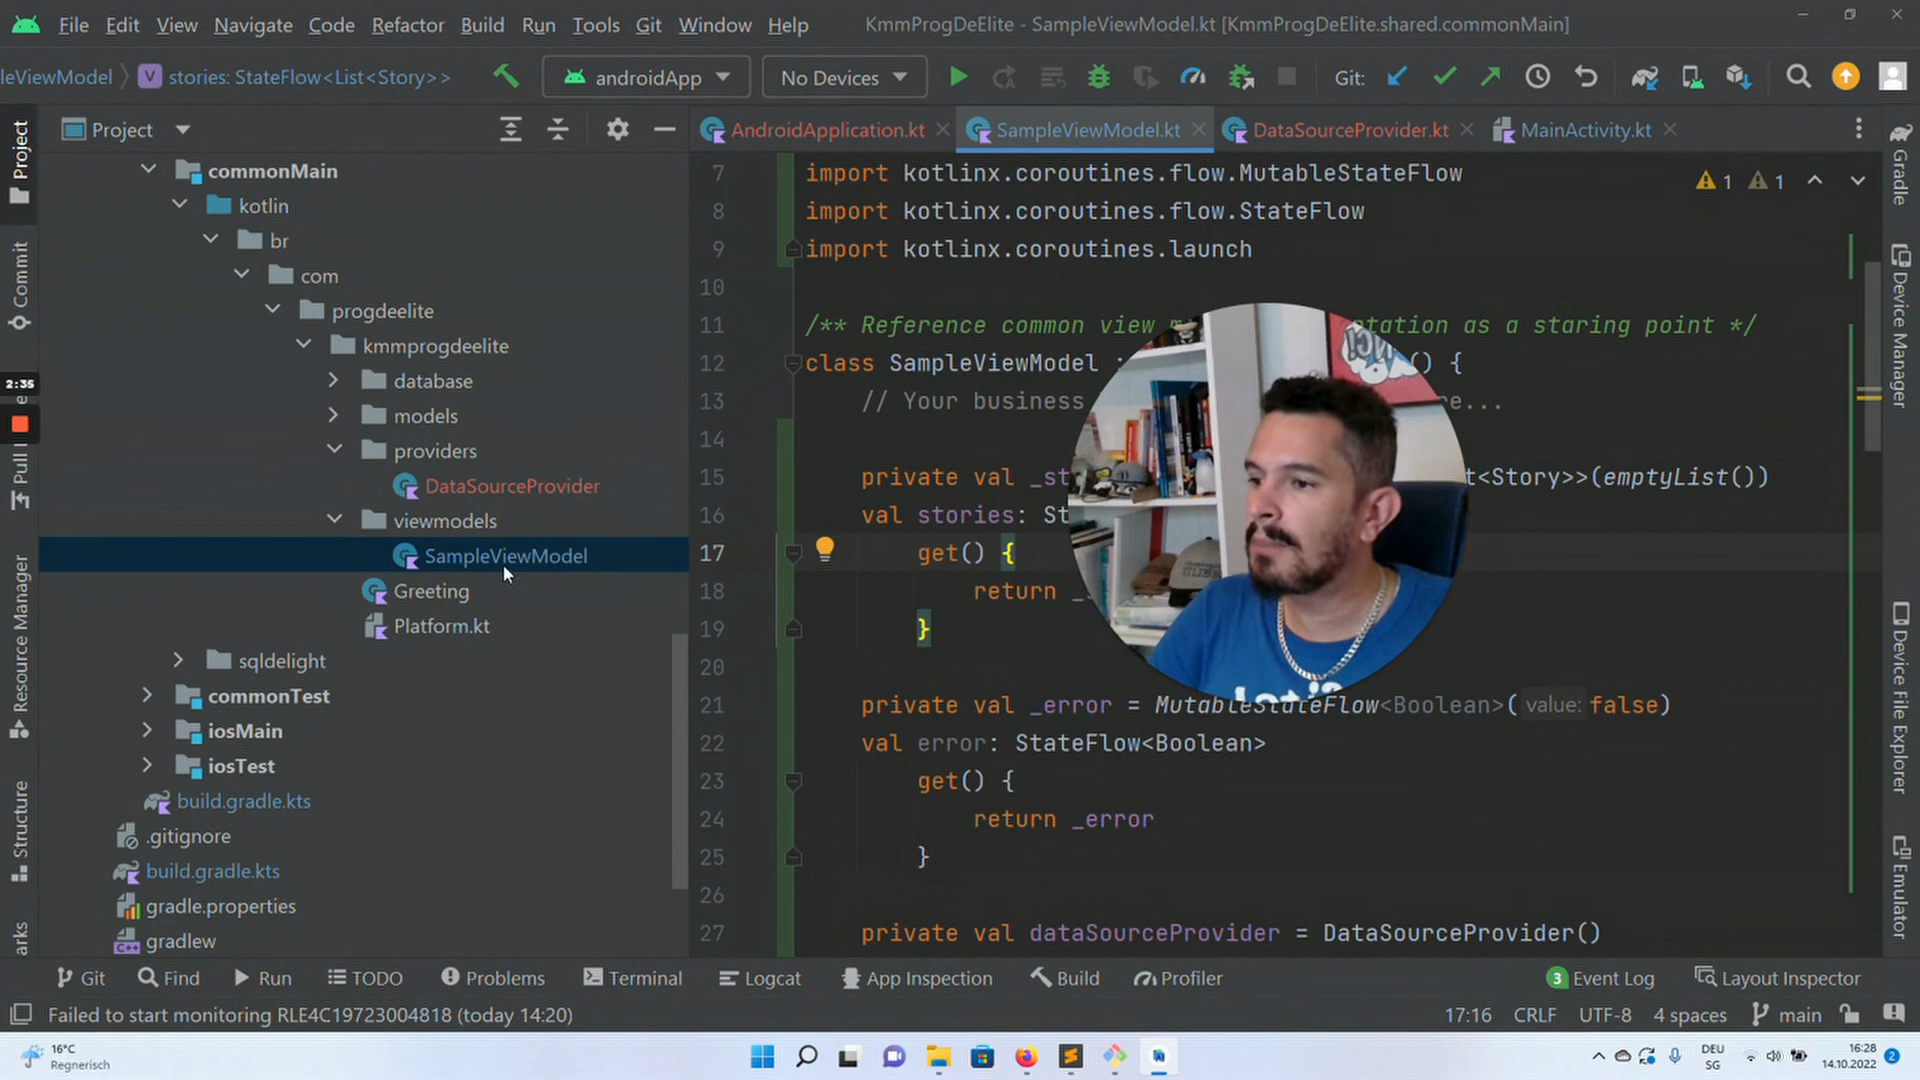 File Edit View Navigate Code Refactor Build Run Tools Git Window Help KmmProgDeElite - SampleViewModel.kt [KmmProgDeElite.shared.commonMain]
leViewModel stories: StateFlow<List<Story>> androidApp No Devices Git:
Project AndroidApplication.kt SampleViewModel.kt DataSourceProvider.kt MainActivity.kt
commonMain
kotlin
br
com
progdeelite
kmmprogdeelite
database
models
providers
DataSourceProvider
viewmodels
SampleViewModel
Greeting
Platform.kt
sqldelight
commonTest
iosMain
iosTest
build.gradle.kts
.gitignore
build.gradle.kts
gradle.properties
gradlew
7 import kotlinx.coroutines.flow.MutableStateFlow
8 import kotlinx.coroutines.flow.StateFlow
9 import kotlinx.coroutines.launch
10
11 /** Reference common view m tation as a staring point */
12 class SampleViewModel : () {
13 // Your business re...
14
15 private val _st t<Story>>(emptyList())
16 val stories: St
17 get() {
18 return _
19 }
20
21 private val _error = MutableStateFlow<Boolean>( value: false)
22 val error: StateFlow<Boolean>
23 get() {
24 return _error
25 }
26
27 private val dataSourceProvider = DataSourceProvider()
1 1
Project
Commit
2:35
Pull
Resource Manager
Structure
arks
Gradle
Device Manager
Device File Explorer
Emulator
Git Find Run TODO Problems Terminal Logcat App Inspection Build Profiler 3 Event Log Layout Inspector
Failed to start monitoring RLE4C19723004818 (today 14:20) 17:16 CRLF UTF-8 4 spaces main
16°C
Regnerisch
DEU
SG
16:28
14.10.2022
2